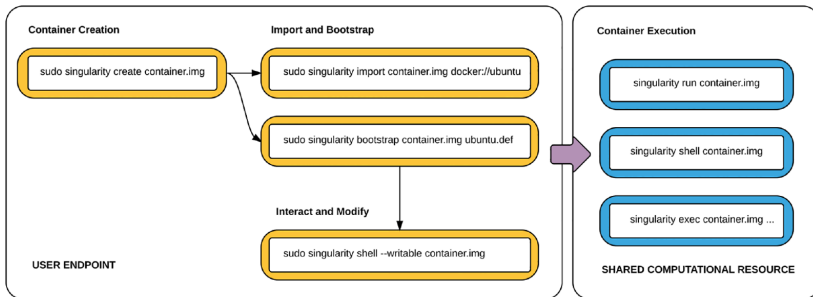 Container Creation
sudo singularity create container.img
Import and Bootstrap
sudo singularity import container.img docker://ubuntu
sudo singularity bootstrap container.img ubuntu.def
Interact and Modify
sudo singularity shell --writable container.img
USER ENDPOINT
Container Execution
singularity run container.img
singularity shell container.img
singularity exec container.img ...
SHARED COMPUTATIONAL RESOURCE